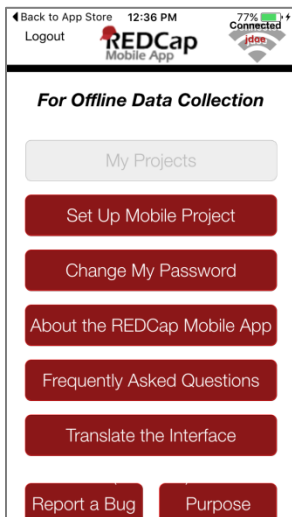 Back to App Store 12:36 PM 77%
Logout REDCap Connected
Mobile App jdoe
For Offline Data Collection
My Projects
Set Up Mobile Project
Change My Password
About the REDCap Mobile App
Frequently Asked Questions
Translate the Interface
Report a Bug Purpose